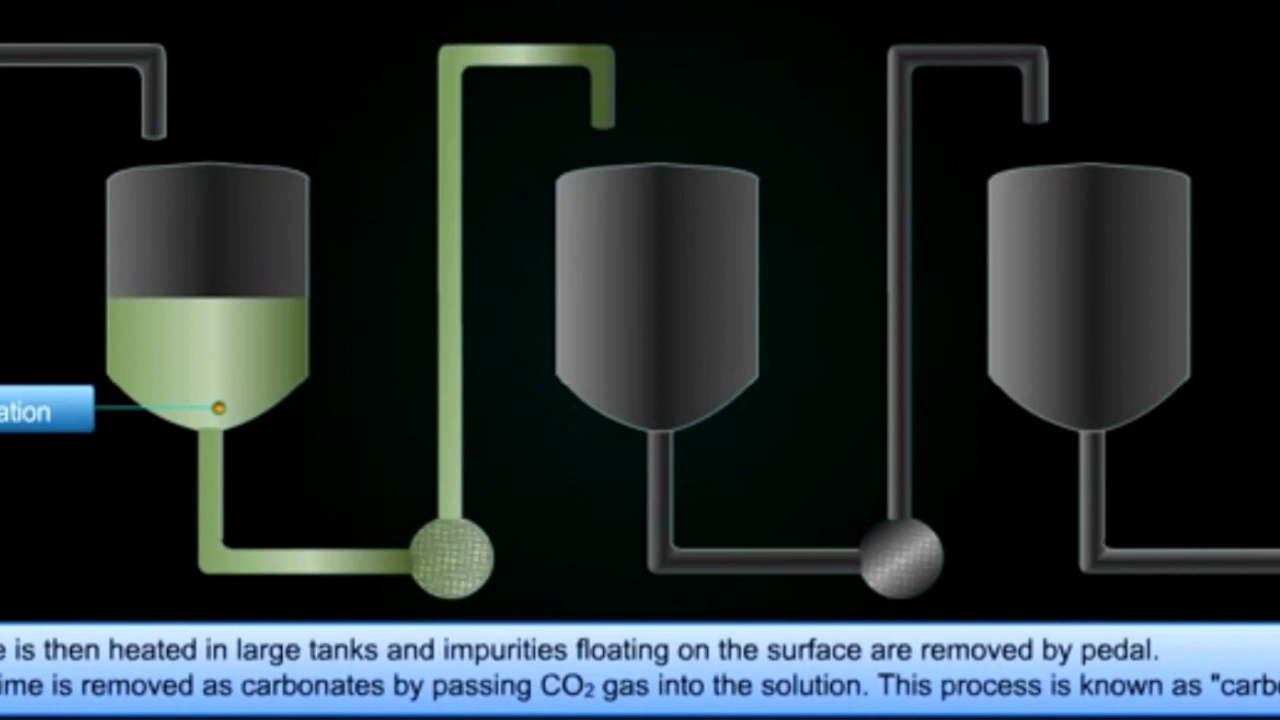 ation
e is then heated in large tanks and impurities floating on the surface are removed by pedal.
ime is removed as carbonates by passing CO₂ gas into the solution. This process is known as "carb